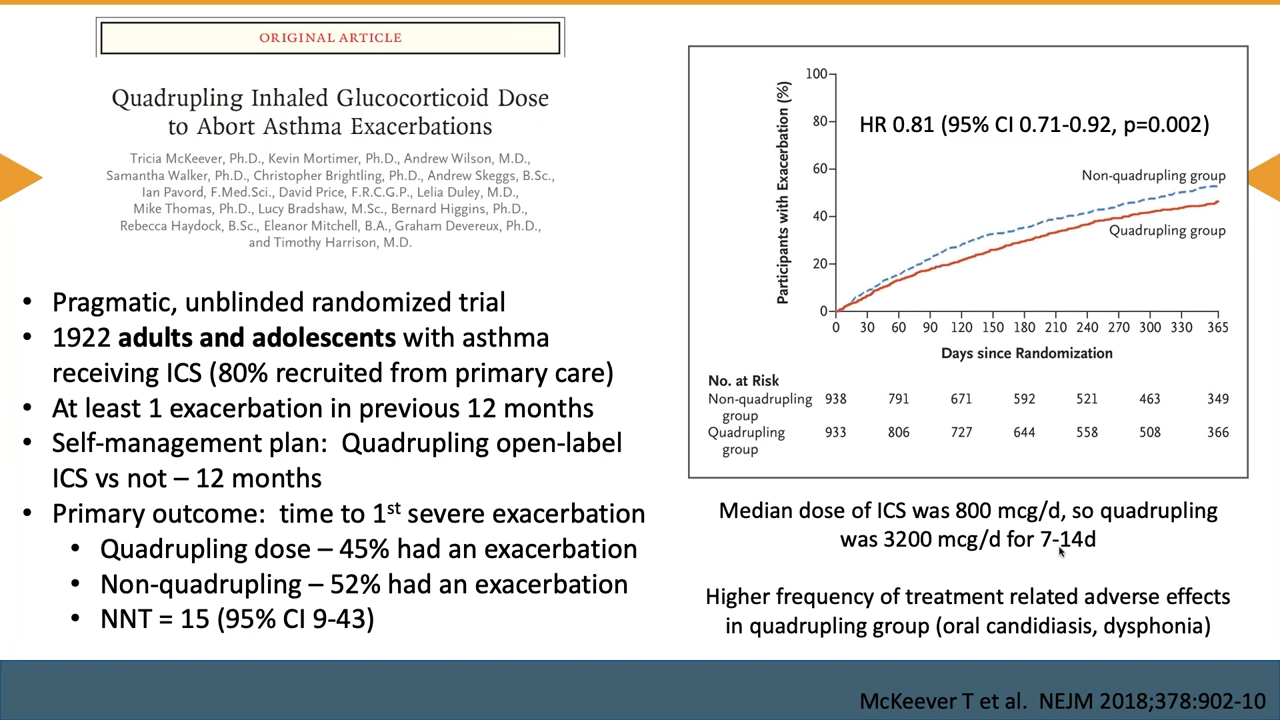 ORIGINAL ARTICLE
Quadrupling Inhaled Glucocorticoid Dose
to Abort Asthma Exacerbations
Tricia McKeever, Ph.D., Kevin Mortimer, Ph.D., Andrew Wilson, M.D.,
Samantha Walker, Ph.D., Christopher Brightling, Ph.D., Andrew Skeggs, B.Sc.,
Ian Pavord, F.Med.Sci., David Price, F.R.C.G.P., Lelia Duley, M.D.,
Mike Thomas, Ph.D., Lucy Bradshaw, M.Sc., Bernard Higgins, Ph.D.,
Rebecca Haydock, B.Sc., Eleanor Mitchell, B.A., Graham Devereux, Ph.D.,
and Timothy Harrison, M.D.
• Pragmatic, unblinded randomized trial
• 1922 adults and adolescents with asthma
receiving ICS (80% recruited from primary care)
• At least 1 exacerbation in previous 12 months
• Self-management plan:  Quadrupling open-label
ICS vs not – 12 months
• Primary outcome:  time to 1st severe exacerbation
• Quadrupling dose – 45% had an exacerbation
• Non-quadrupling – 52% had an exacerbation
• NNT = 15 (95% CI 9-43)
Participants with Exacerbation (%)
100
80
60
40
20
0
HR 0.81 (95% CI 0.71-0.92, p=0.002)
Non-quadrupling group
Quadrupling group
0 30 60 90 120 150 180 210 240 270 300 330 365
Days since Randomization
No. at Risk
Non-quadrupling 938 791 671 592 521 463 349
group
Quadrupling 933 806 727 644 558 508 366
group
Median dose of ICS was 800 mcg/d, so quadrupling
was 3200 mcg/d for 7-14d
Higher frequency of treatment related adverse effects
in quadrupling group (oral candidiasis, dysphonia)
McKeever T et al.  NEJM 2018;378:902-10